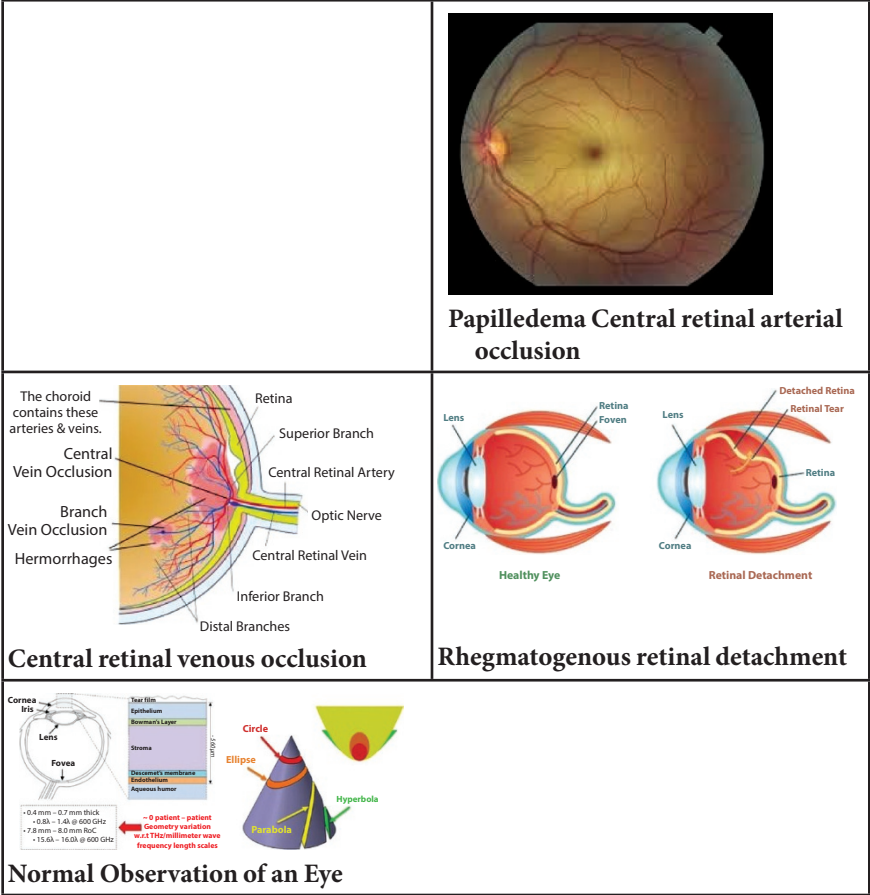 Papilledema Central retinal arterial
occlusion
The choroid
contains these
arteries & veins.
Central
Vein Occlusion
Branch
Vein Occlusion
Hermorrhages
Retina
Superior Branch
Central Retinal Artery
Optic Nerve
Central Retinal Vein
Inferior Branch
Distal Branches
Central retinal venous occlusion
Lens
Retina
Foven
Cornea
Healthy Eye
Detached Retina
Retinal Tear
Lens
Retina
Cornea
Retinal Detachment
Rhegmatogenous retinal detachment
Cornea
Iris
Lens
Fovea
Tear film
Epithelium
Bowman's Layer
Stroma
Descemet's membrane
Endothelium
Aqueous humor
• 0.4 mm – 0.7 mm thick
• 0.8λ – 1.4λ @ 600 GHz
• 7.8 mm – 8.0 mm RoC
• 15.6λ – 16.0λ @ 600 GHz
~ 0 patient – patient
Geometry variation
w.r.t THz/millimeter wave
frequency length scales
Circle
Ellipse
Parabola
Hyperbola
Normal Observation of an Eye